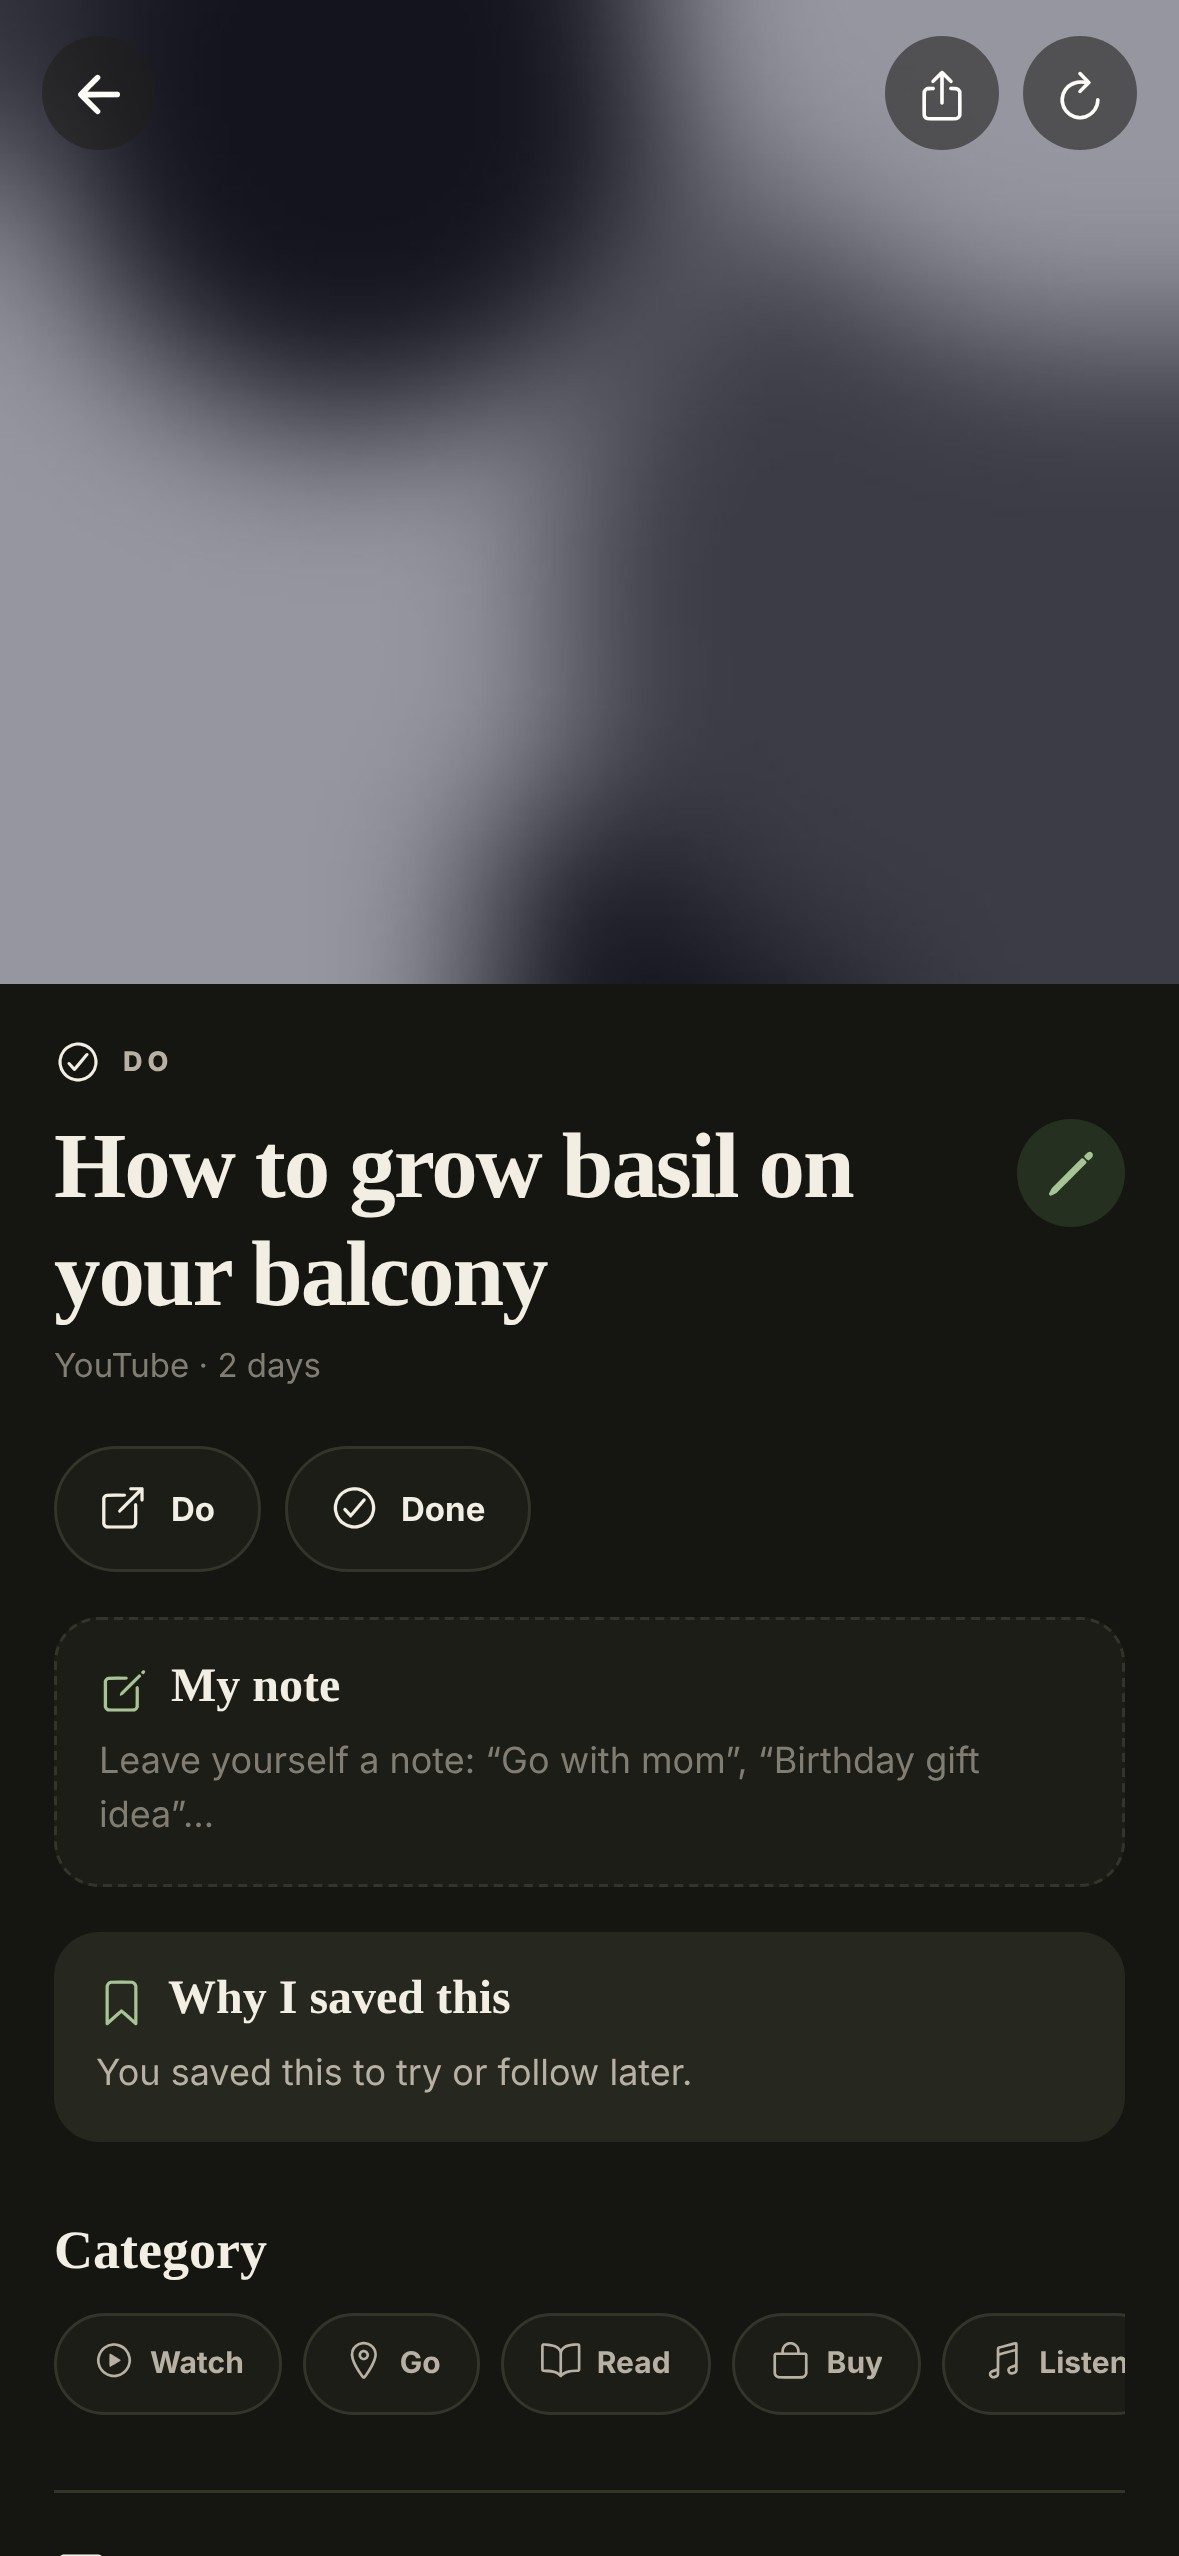 DO
How to grow basil on
your balcony
YouTube · 2 days
Do
Done
My note
Leave yourself a note: “Go with mom”, “Birthday gift
idea”...
Why I saved this
You saved this to try or follow later.
Category
Watch
Go
Read
Buy
Listen